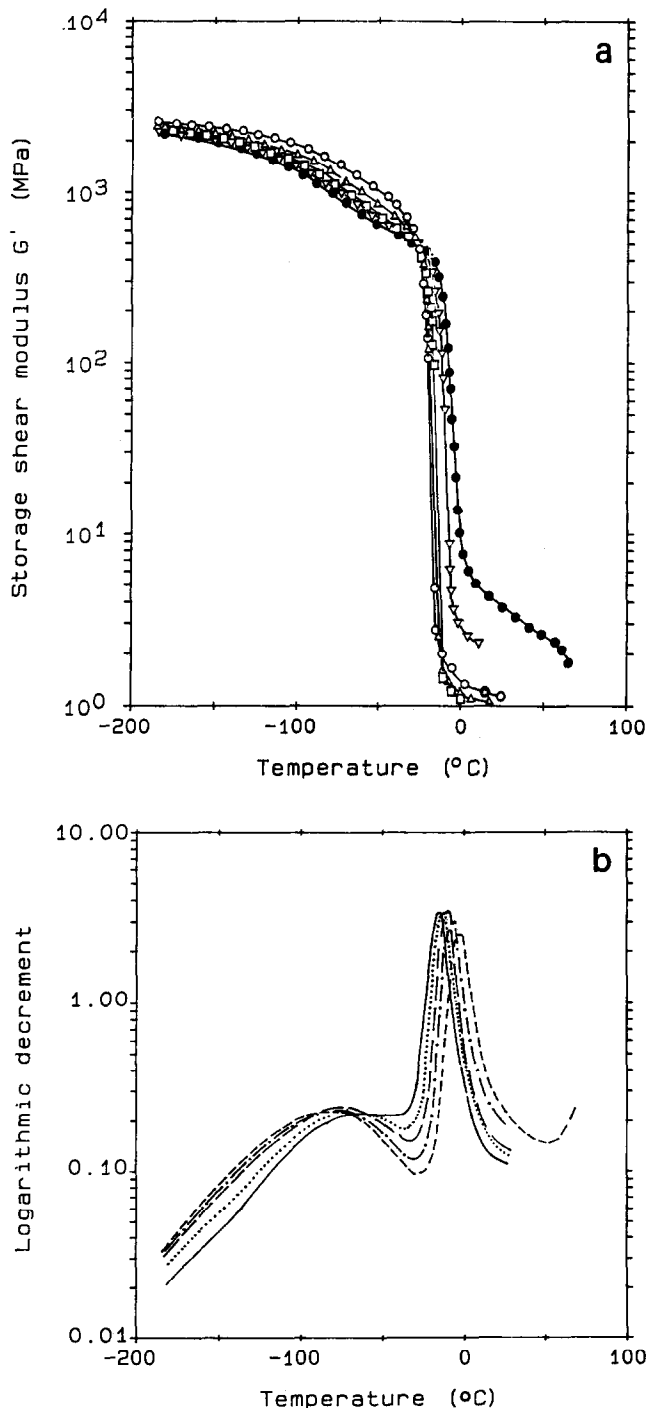 a
.10⁴
10³
10²
10¹
10⁰
Storage shear modulus G' (MPa)
-200 -100 0 100
Temperature (°C)
b
10.00
1.00
0.10
0.01
Logarithmic decrement
-200 -100 0 100
Temperature (°C)